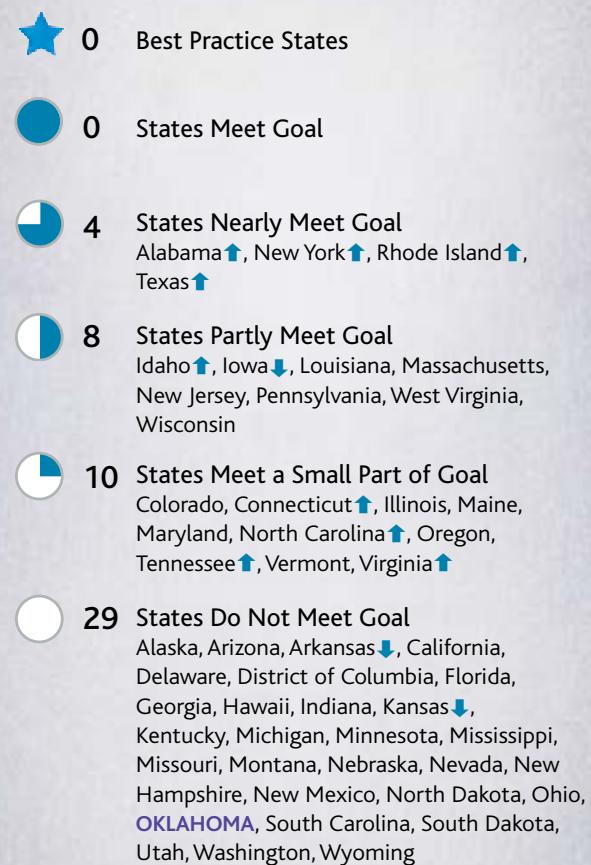 0 Best Practice States
0 States Meet Goal
4 States Nearly Meet Goal
Alabama⬆, New York⬆, Rhode Island⬆,
Texas⬆
8 States Partly Meet Goal
Idaho⬆, Iowa⬇, Louisiana, Massachusetts,
New Jersey, Pennsylvania, West Virginia,
Wisconsin
10 States Meet a Small Part of Goal
Colorado, Connecticut⬆, Illinois, Maine,
Maryland, North Carolina⬆, Oregon,
Tennessee⬆, Vermont, Virginia⬆
29 States Do Not Meet Goal
Alaska, Arizona, Arkansas⬇, California,
Delaware, District of Columbia, Florida,
Georgia, Hawaii, Indiana, Kansas⬇,
Kentucky, Michigan, Minnesota, Mississippi,
Missouri, Montana, Nebraska, Nevada, New
Hampshire, New Mexico, North Dakota, Ohio,
OKLAHOMA, South Carolina, South Dakota,
Utah, Washington, Wyoming